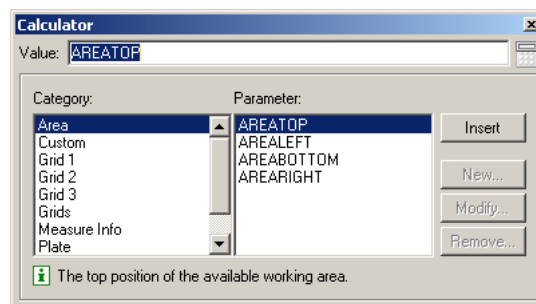 Calculator
Value: AREATOP
Category:
Parameter:
Area
Custom
Grid 1
Grid 2
Grid 3
Grids
Measure Info
Plate
AREATOP
AREALEFT
AREABOTTOM
AREARIGHT
Insert
New...
Modify...
Remove...
The top position of the available working area.